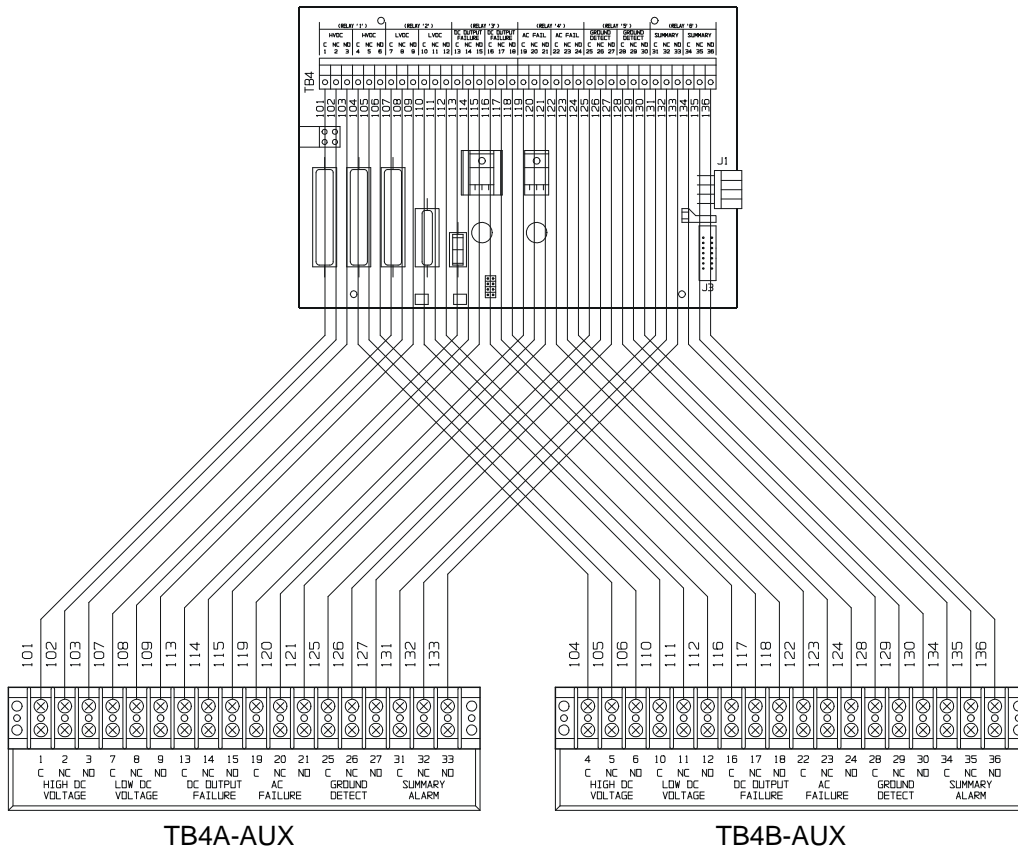 (RELAY '1') (RELAY '2') (RELAY '3') (RELAY '4') (RELAY '5') (RELAY '6')
HVDC HVDC LVDC LVDC DC OUTPUT FAILURE DC OUTPUT FAILURE AC FAIL AC FAIL GROUND DETECT GROUND DETECT SUMMARY SUMMARY
C NC NO C NC NO C NC NO C NC NO C NC NO C NC NO C NC NO C NC NO C NC NO C NC NO C NC NO C NC NO
1 2 3 4 5 6 7 8 9 10 11 12 13 14 15 16 17 18 19 20 21 22 23 24 25 26 27 28 29 30 31 32 33 34 35 36
TB4
101 102 103 104 105 106 107 108 109 110 111 112 113 114 115 116 117 118 119 120 121 122 123 124 125 126 127 128 129 130 131 132 133 134 135 136
J1
J3
101 102 103 107 108 109 113 114 115 119 120 121 125 126 127 131 132 133
104 105 106 110 111 112 116 117 118 122 123 124 128 129 130 134 135 136
1 2 3 7 8 9 13 14 15 19 20 21 25 26 27 31 32 33
C NC NO C NC NO C NC NO C NC NO C NC NO C NC NO
HIGH DC LOW DC DC OUTPUT AC GROUND SUMMARY
VOLTAGE VOLTAGE FAILURE FAILURE DETECT ALARM
TB4A-AUX
4 5 6 10 11 12 16 17 18 22 23 24 28 29 30 34 35 36
C NC NO C NC NO C NC NO C NC NO C NC NO C NC NO
HIGH DC LOW DC DC OUTPUT AC GROUND SUMMARY
VOLTAGE VOLTAGE FAILURE FAILURE DETECT ALARM
TB4B-AUX